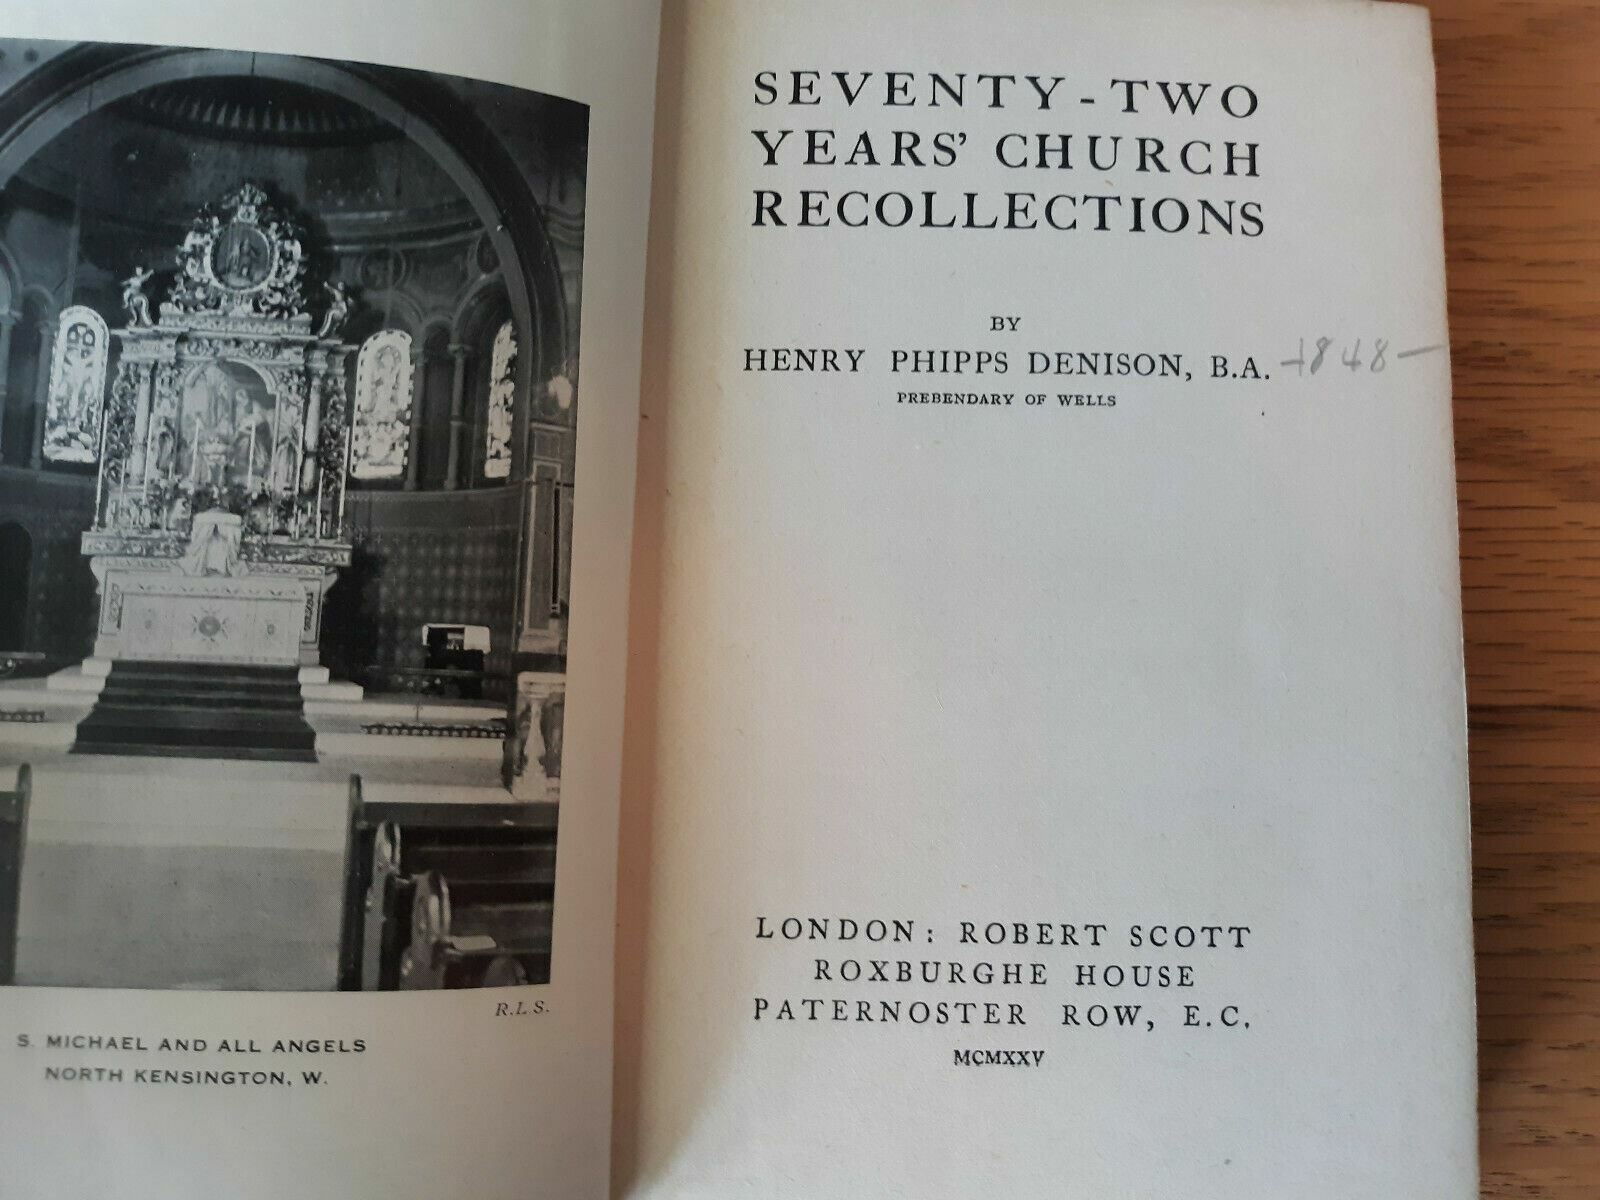 R.L.S.
S. MICHAEL AND ALL ANGELS
NORTH KENSINGTON, W.
SEVENTY-TWO
YEARS' CHURCH
RECOLLECTIONS
BY
HENRY PHIPPS DENISON, B.A. 1848–
PREBENDARY OF WELLS
LONDON: ROBERT SCOTT
ROXBURGHE HOUSE
PATERNOSTER ROW, E.C.
MCMXXV